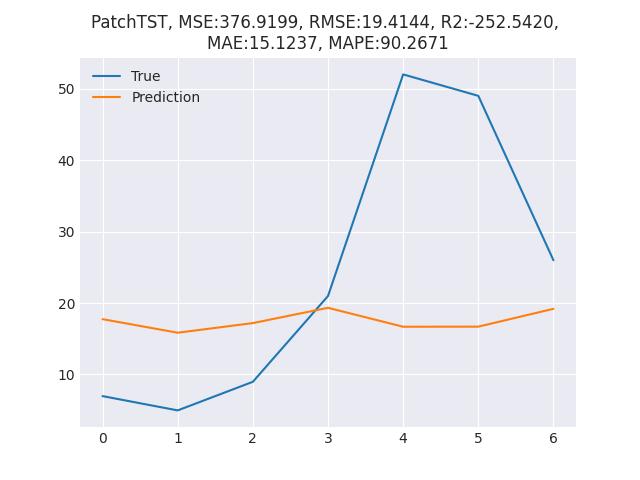 PatchTST, MSE:376.9199, RMSE:19.4144, R2:-252.5420,
MAE:15.1237, MAPE:90.2671
True
Prediction
50
40
30
20
10
0 1 2 3 4 5 6